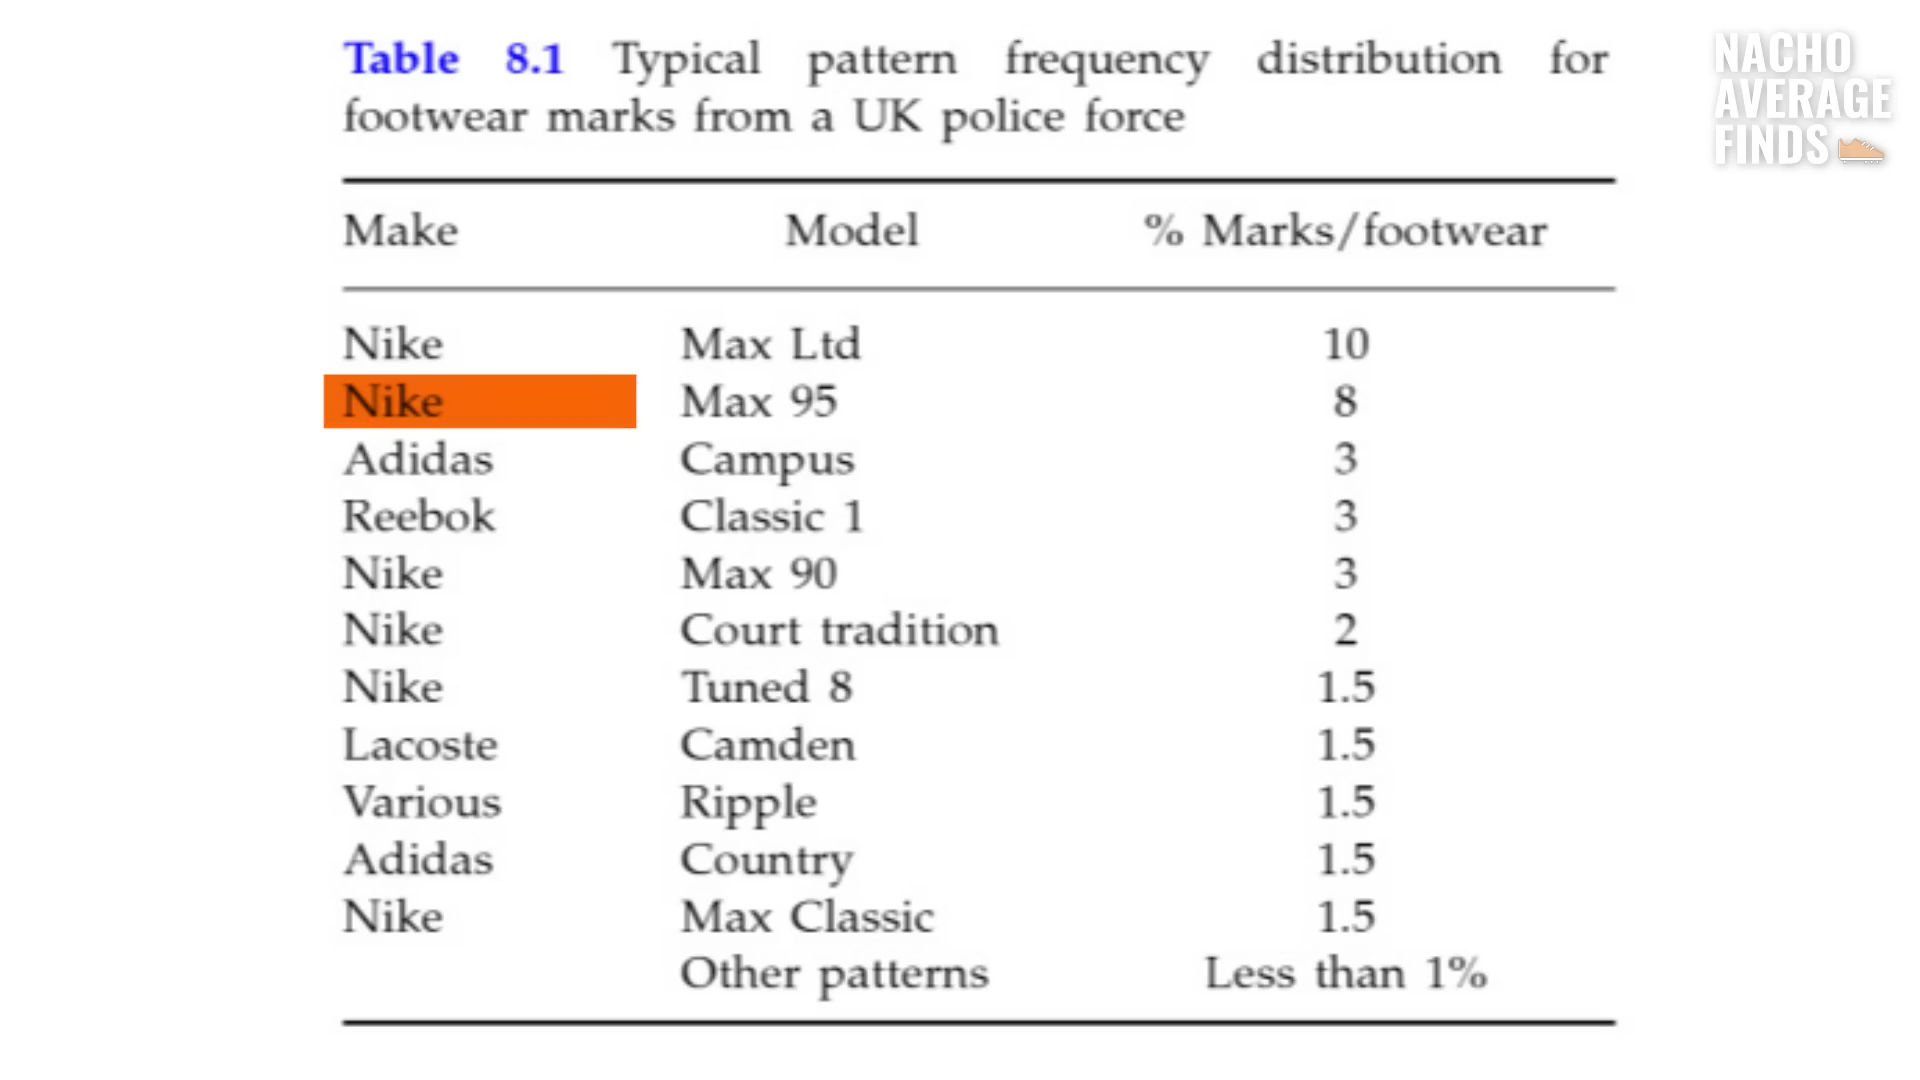 Table 8.1 Typical pattern frequency distribution for
footwear marks from a UK police force
NACHO
AVERAGE
FINDS
Make Model % Marks/footwear
Nike Max Ltd 10
Nike Max 95 8
Adidas Campus 3
Reebok Classic 1 3
Nike Max 90 3
Nike Court tradition 2
Nike Tuned 8 1.5
Lacoste Camden 1.5
Various Ripple 1.5
Adidas Country 1.5
Nike Max Classic 1.5
Other patterns Less than 1%